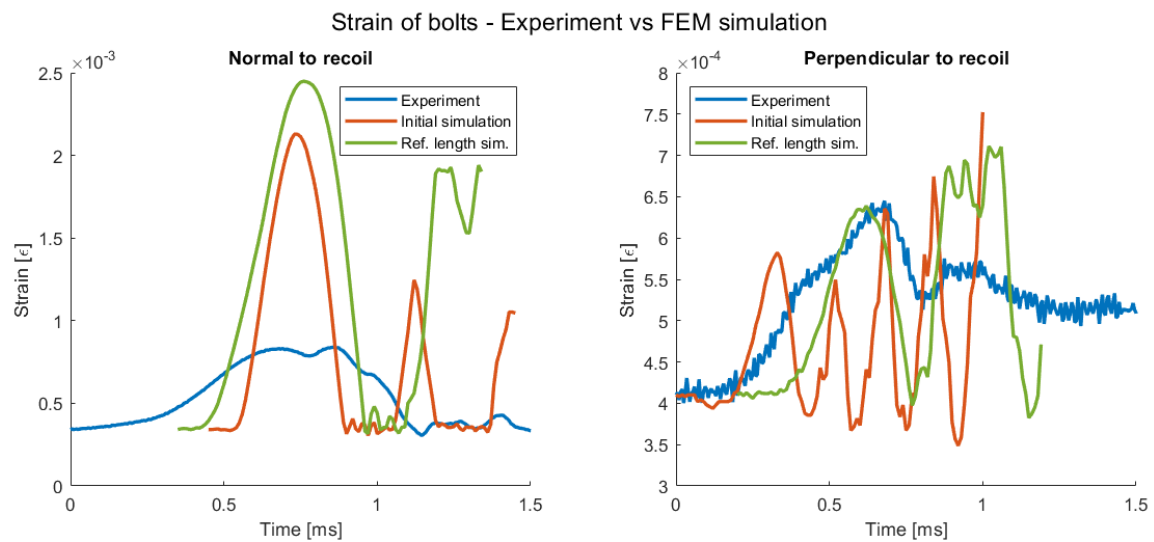 Strain of bolts - Experiment vs FEM simulation
Normal to recoil
×10⁻³
2.5
2
1.5
1
0.5
0
Strain [ϵ]
0 0.5 1 1.5
Time [ms]
Experiment
Initial simulation
Ref. length sim.
Perpendicular to recoil
×10⁻⁴
8
7.5
7
6.5
6
5.5
5
4.5
4
3.5
3
Strain [ϵ]
0 0.5 1 1.5
Time [ms]
Experiment
Initial simulation
Ref. length sim.